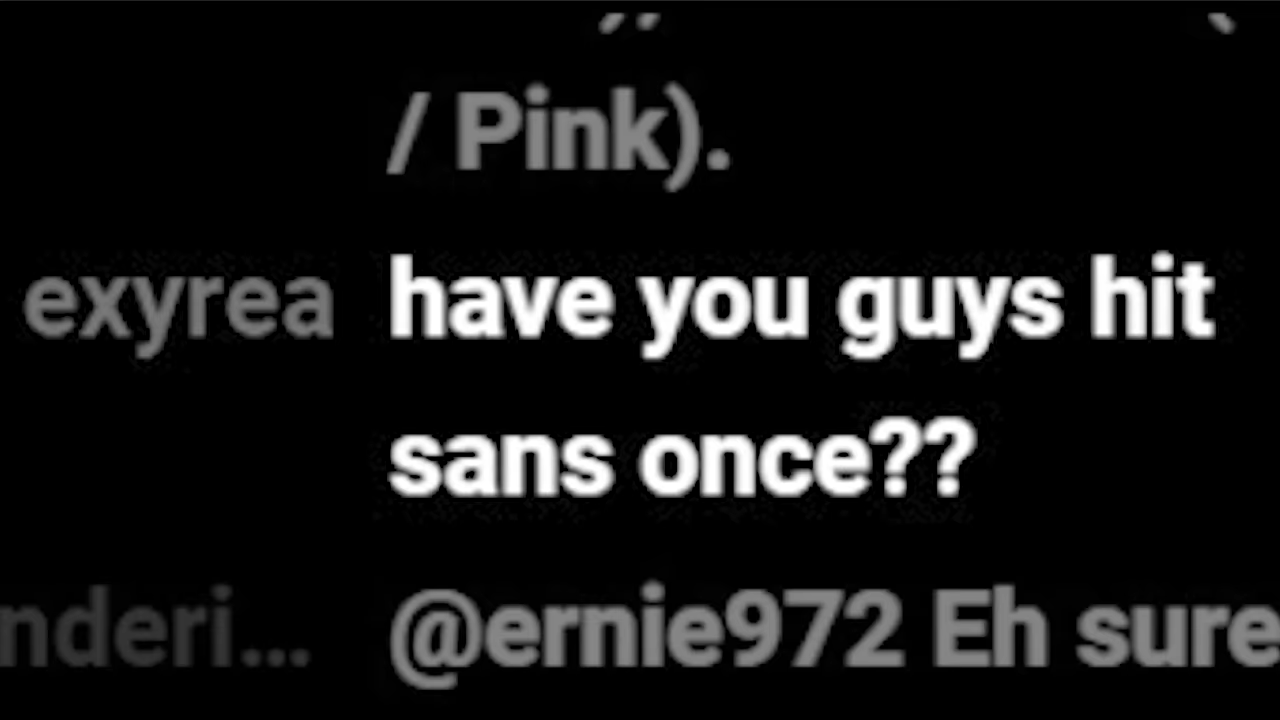 / Pink).
exyrea have you guys hit
sans once??
nderi... @ernie972 Eh sure